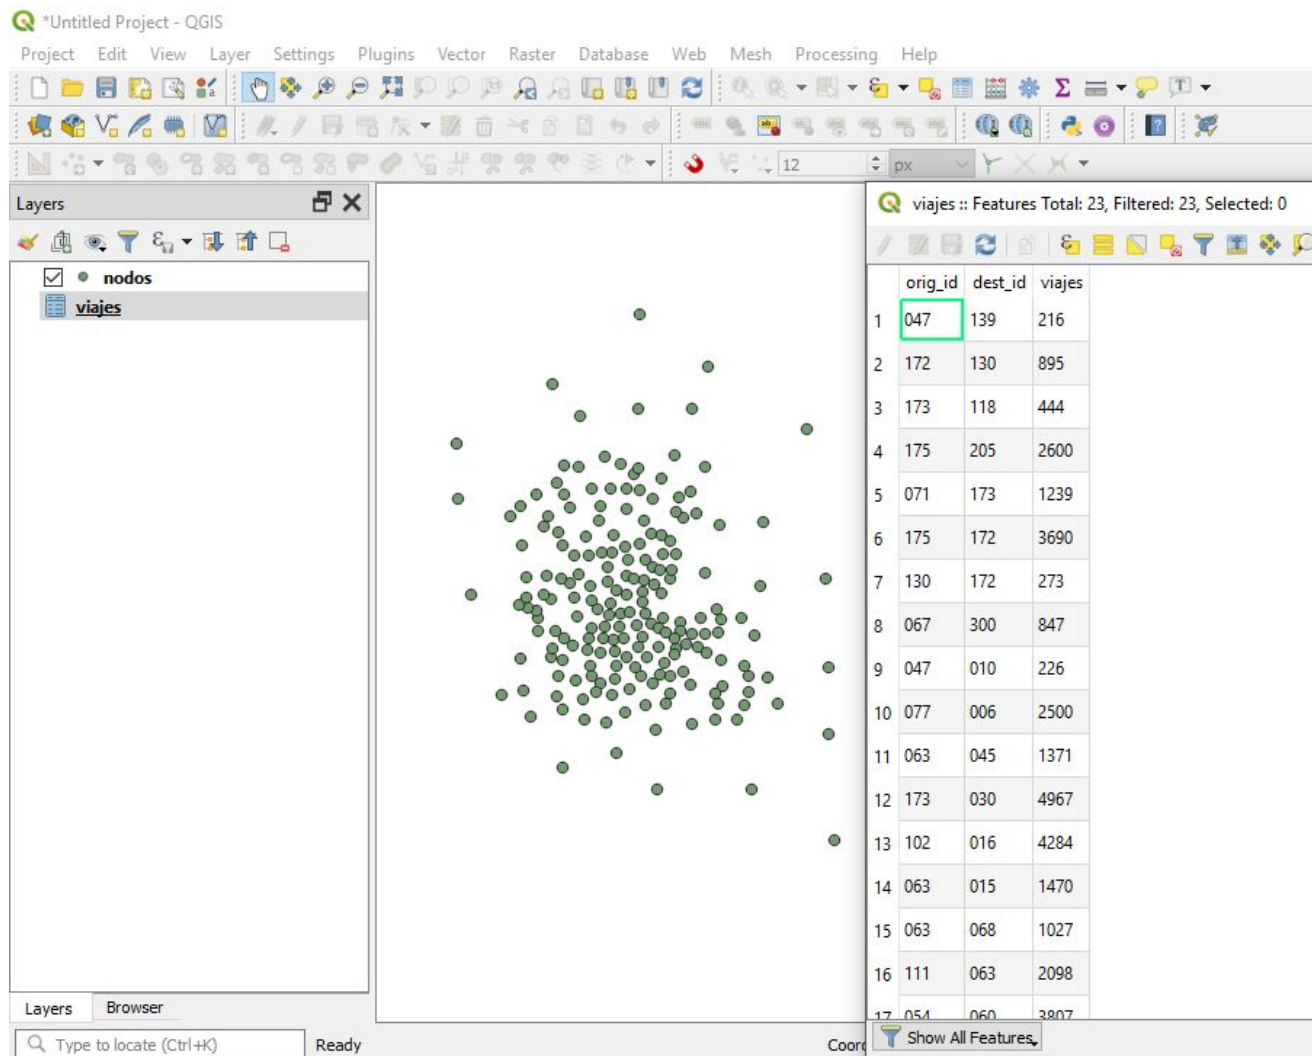 *Untitled Project - QGIS
Project Edit View Layer Settings Plugins Vector Raster Database Web Mesh Processing Help
12 px
Layers
nodos
viajes
viajes :: Features Total: 23, Filtered: 23, Selected: 0
orig_id dest_id viajes
1 047 139 216
2 172 130 895
3 173 118 444
4 175 205 2600
5 071 173 1239
6 175 172 3690
7 130 172 273
8 067 300 847
9 047 010 226
10 077 006 2500
11 063 045 1371
12 173 030 4967
13 102 016 4284
14 063 015 1470
15 063 068 1027
16 111 063 2098
17 054 060 3807
Show All Features
Layers Browser
Type to locate (Ctrl+K) Ready Coor